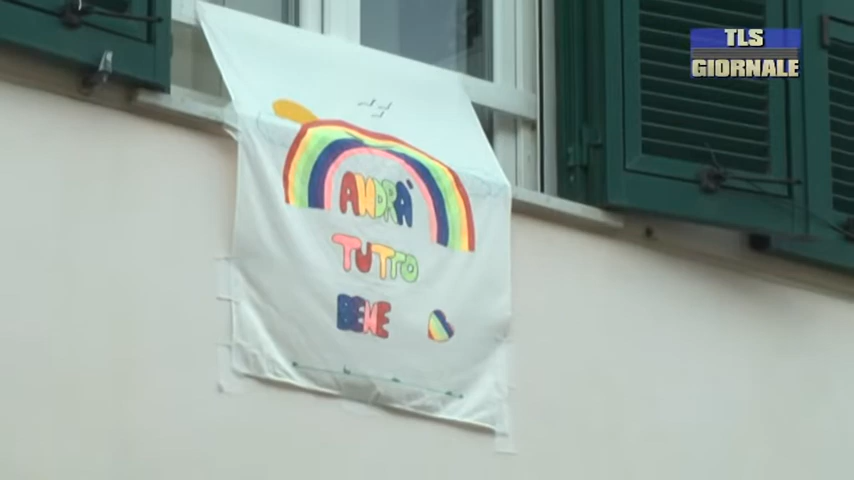 TLS
GIORNALE
ANDRÀ
TUTTO
BENE